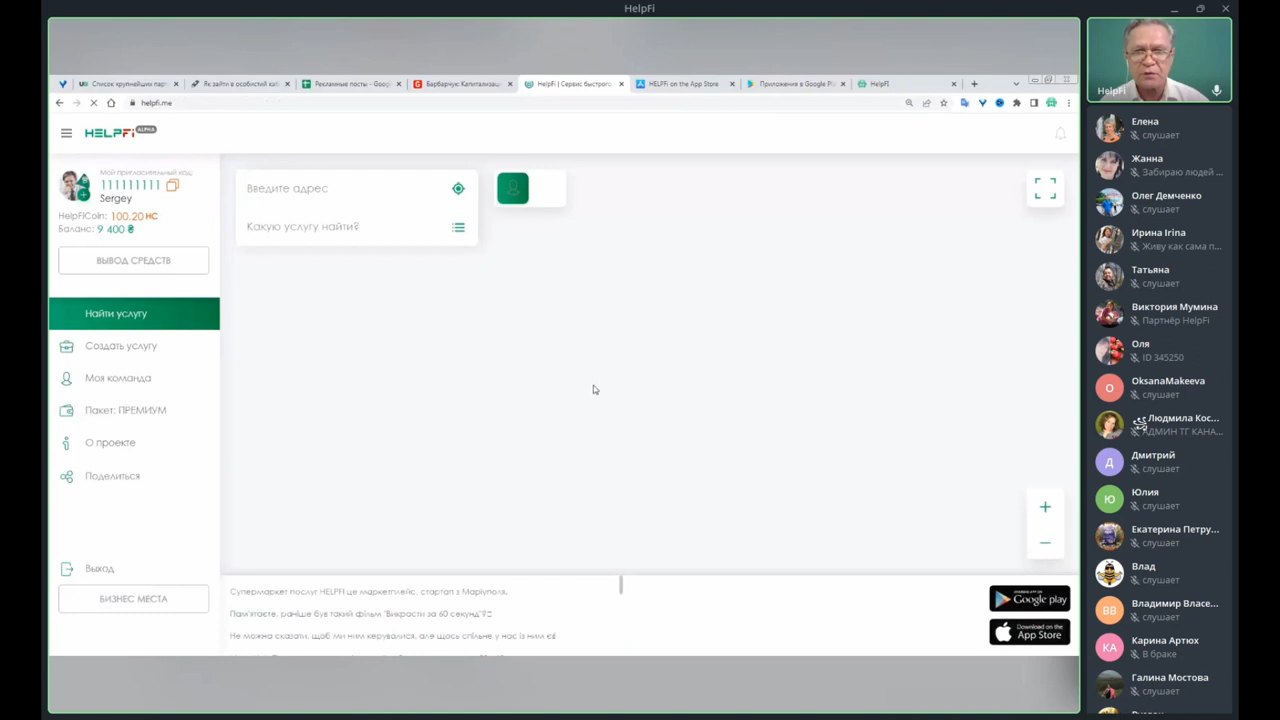 HelpFi
Список крупнейших пар
Як зайти в особистий каб
Рекламные посты - Goog
Барбарчук: Капитализац
HelpFi | Сервис быстрого
HELPFI on the App Store
Приложения в Google Pl
HelpFi
helpfi.me
HELPFi ALPHA
Мой пригласительный код:
111111111
Sergey
HelpFiCoin: 100.20 HC
Баланс: 9 400 ₴
ВЫВОД СРЕДСТВ
Найти услугу
Создать услугу
Моя команда
Пакет: ПРЕМИУМ
О проекте
Поделиться
Выход
БИЗНЕС МЕСТА
Введите адрес
Какую услугу найти?
Супермаркет послуг HELPFI це маркетплейс, стартап з Маріуполя.
Пам'ятаєте, раніше був такий фільм "Викрасти за 60 секунд"?
Не можна сказати, щоб ми ним керувалися, але щось спільне у нас із ним є
ANDROID APP ON
Google play
Download on the
App Store
HelpFi
Елена
слушает
Жанна
Забираю людей ...
Олег Демченко
слушает
Ирина Irina
Живу как сама п...
Татьяна
слушает
Виктория Мумина
Партнёр HelpFi
Оля
ID 345250
OksanaMakeeva
слушает
Людмила Кос...
АДМИН ТГ КАНА...
Дмитрий
слушает
Юлия
слушает
Екатерина Петру...
слушает
Влад
слушает
Владимир Власе...
слушает
Карина Артюх
В браке
Галина Мостова
слушает